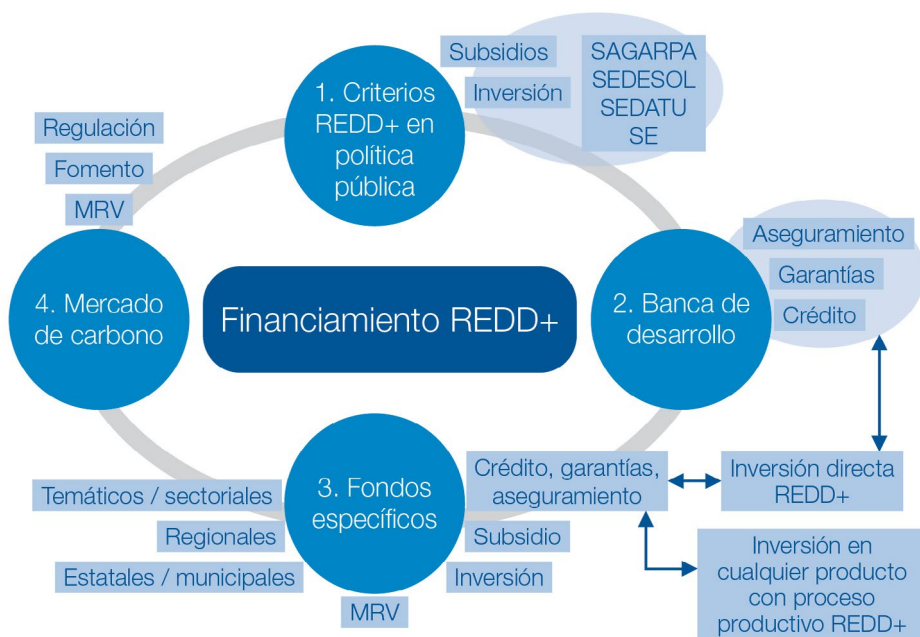 Subsidios
Inversión
SAGARPA
SEDESOL
SEDATU
SE
1. Criterios
REDD+ en
política
pública
Regulación
Fomento
MRV
4. Mercado
de carbono
Financiamiento REDD+
2. Banca de
desarrollo
Aseguramiento
Garantías
Crédito
3. Fondos
específicos
Temáticos / sectoriales
Regionales
Estatales / municipales
MRV
Crédito, garantías,
aseguramiento
Subsidio
Inversión
Inversión directa
REDD+
Inversión en
cualquier producto
con proceso
productivo REDD+